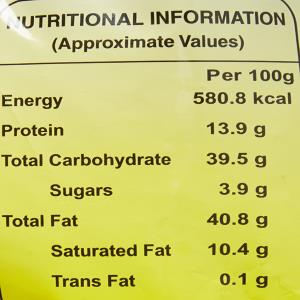 NUTRITIONAL INFORMATION
(Approximate Values)
Per 100g
Energy 580.8 kcal
Protein 13.9 g
Total Carbohydrate 39.5 g
Sugars 3.9 g
Total Fat 40.8 g
Saturated Fat 10.4 g
Trans Fat 0.1 g